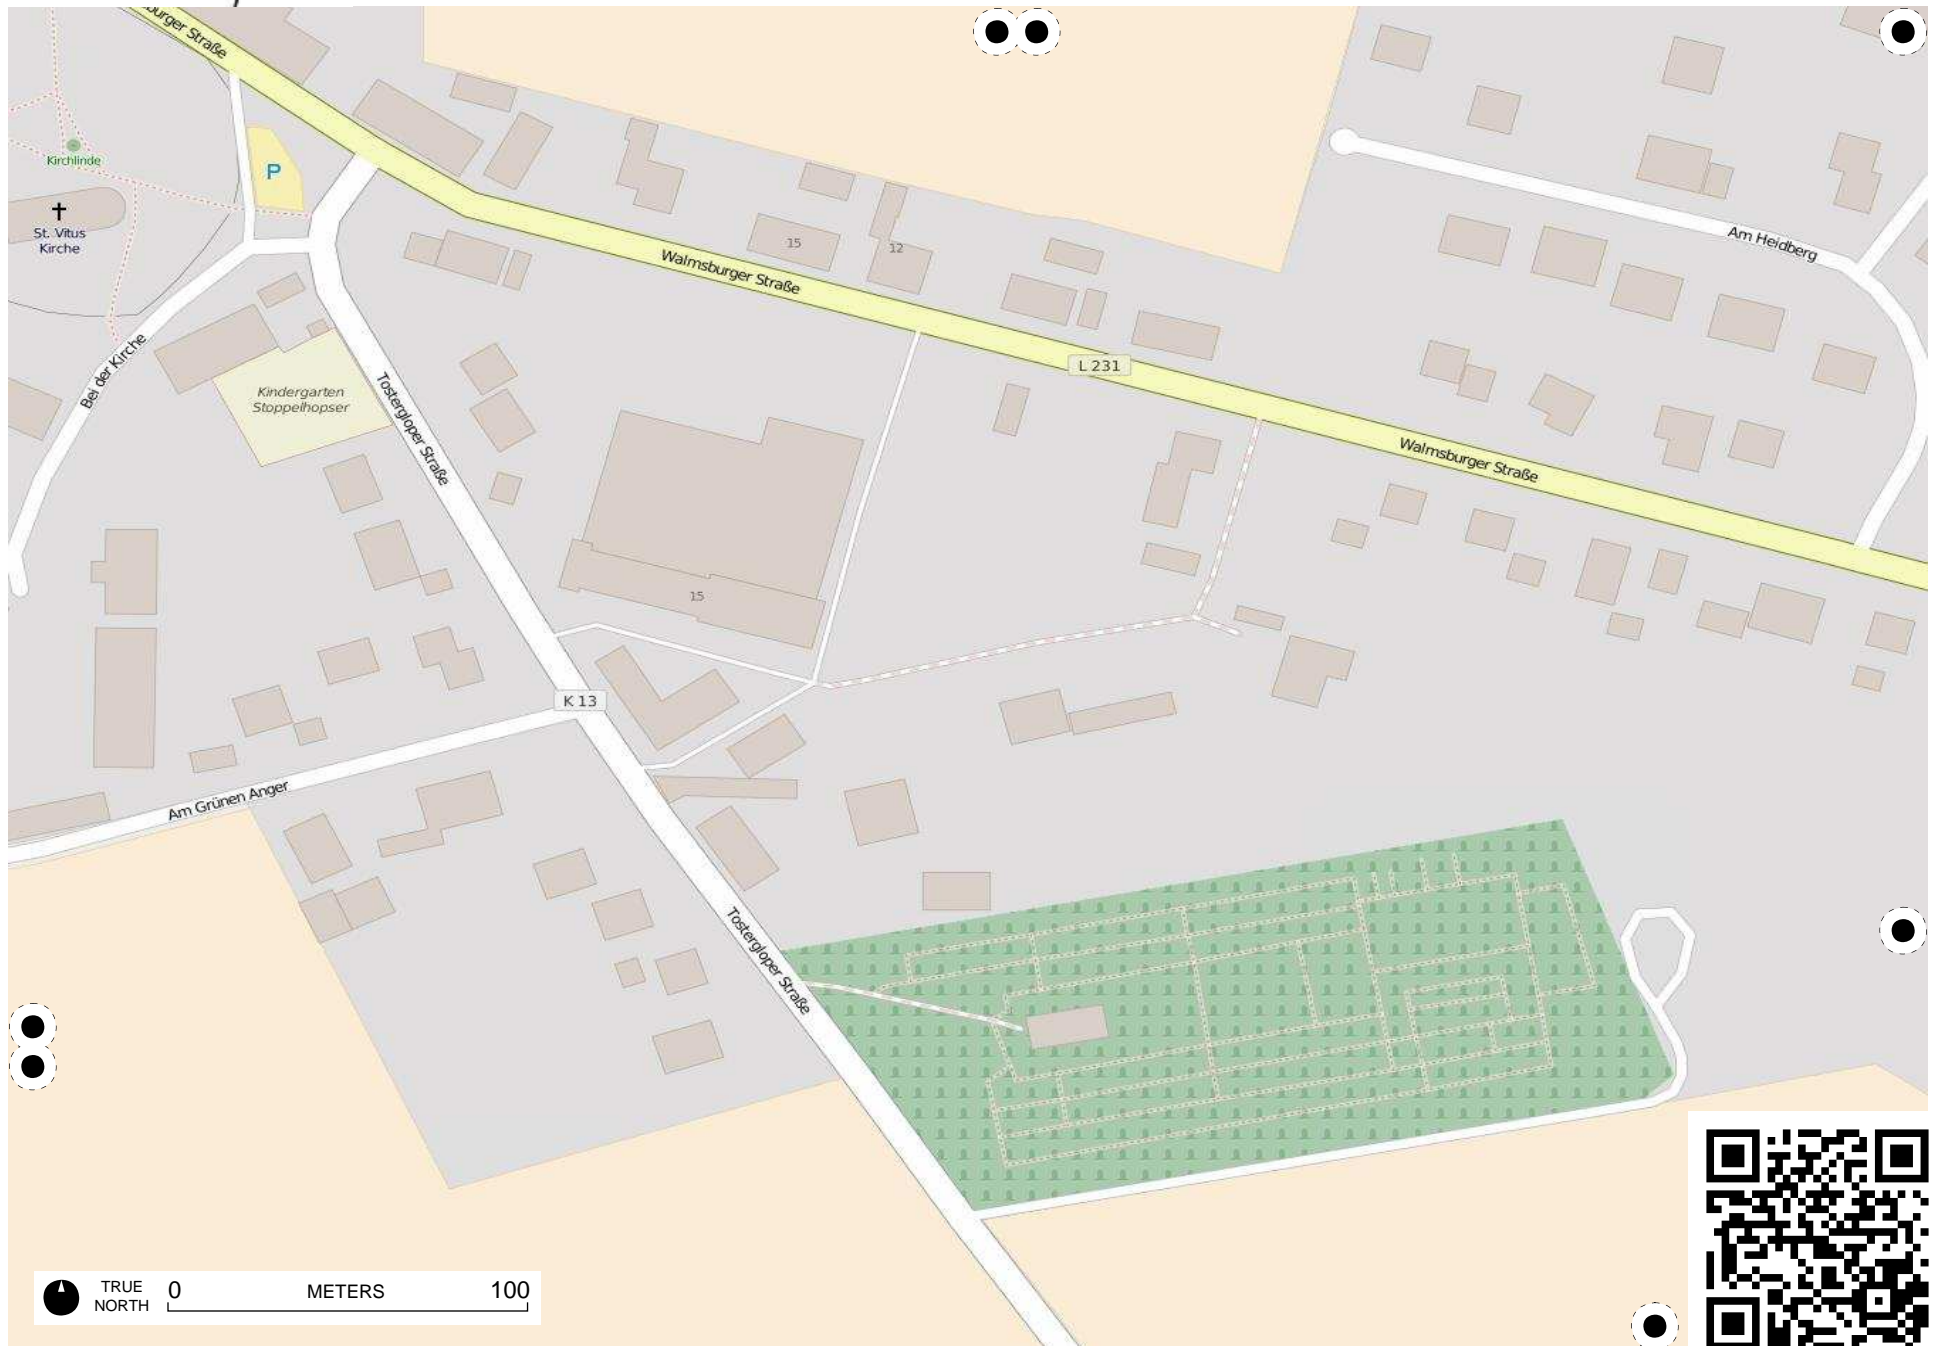 burger Straße
Kirchlinde
P
St. Vitus
Kirche
Am Heidberg
15
12
Walmsburger Straße
Bei der Kirche
L 231
Kindergarten
Stoppelhopser
Tostergloper Straße
Walmsburger Straße
15
K 13
Am Grünen Anger
Tostergloper Straße
TRUE
NORTH
0
METERS
100